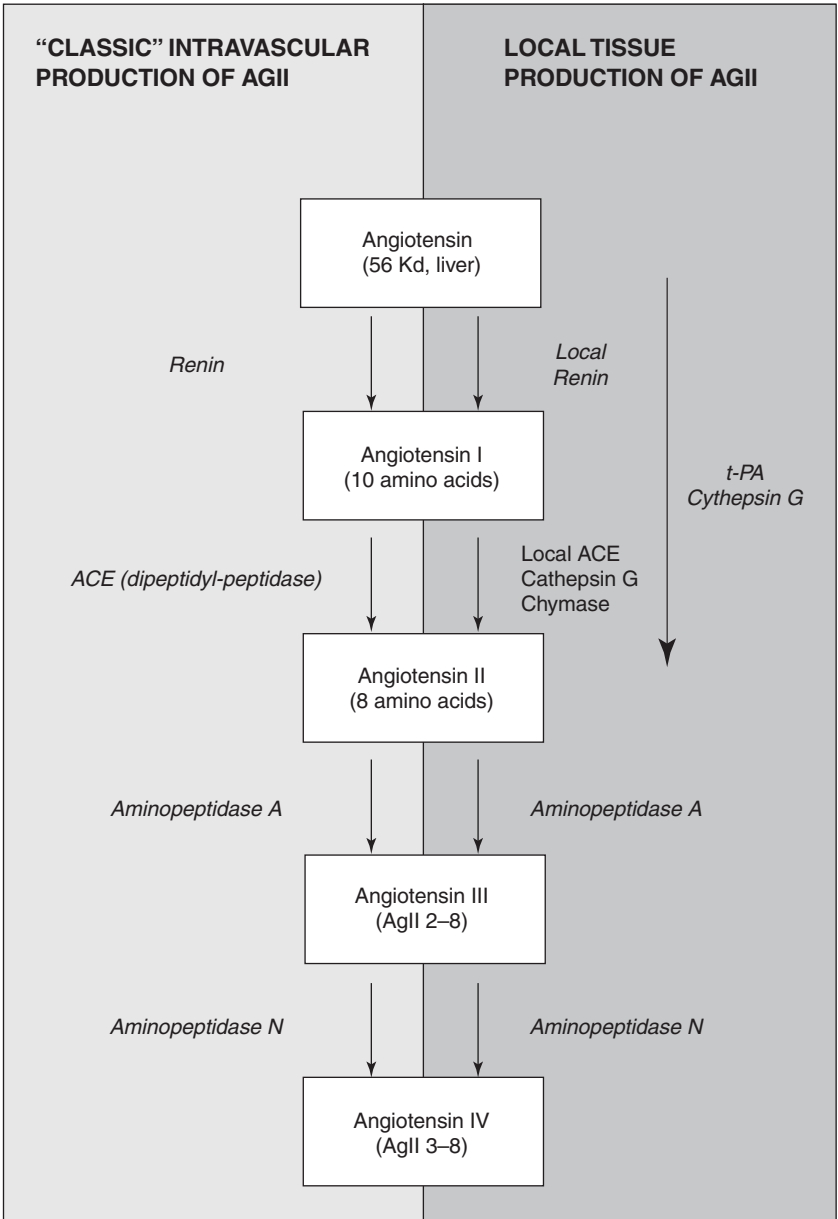 “CLASSIC” INTRAVASCULAR
PRODUCTION OF AGII
LOCAL TISSUE
PRODUCTION OF AGII
Angiotensin
(56 Kd, liver)
Renin
Local
Renin
Angiotensin I
(10 amino acids)
t-PA
Cythepsin G
ACE (dipeptidyl-peptidase)
Local ACE
Cathepsin G
Chymase
Angiotensin II
(8 amino acids)
Aminopeptidase A
Aminopeptidase A
Angiotensin III
(AgII 2–8)
Aminopeptidase N
Aminopeptidase N
Angiotensin IV
(AgII 3–8)